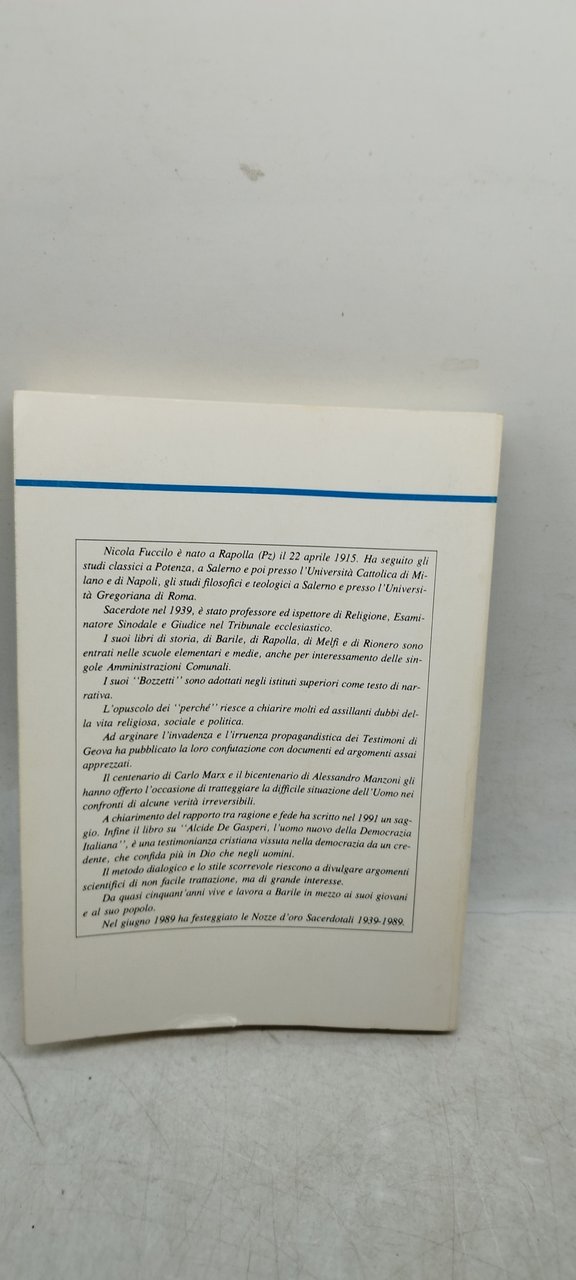 Nicola Fuccilo è nato a Rapolla (Pz) il 22 aprile 1915. Ha seguito gli
studi classici a Potenza, a Salerno e poi presso l'Università Cattolica di Mi-
lano e di Napoli, gli studi filosofici e teologici a Salerno e presso l'Universi-
tà Gregoriana di Roma.
Sacerdote nel 1939, è stato professore ed ispettore di Religione, Esami-
natore Sinodale e Giudice nel Tribunale ecclesiastico.
I suoi libri di storia, di Barile, di Rapolla, di Melfi e di Rionero sono
entrati nelle scuole elementari e medie, anche per interessamento delle sin-
gole Amministrazioni Comunali.
I suoi "Bozzetti" sono adottati negli istituti superiori come testo di nar-
rativa.
L'opuscolo dei "perché" riesce a chiarire molti ed assillanti dubbi del-
la vita religiosa, sociale e politica.
Ad arginare l'invadenza e l'irruenza propagandistica dei Testimoni di
Geova ha pubblicato la loro confutazione con documenti ed argomenti assai
apprezzati.
Il centenario di Carlo Marx e il bicentenario di Alessandro Manzoni gli
hanno offerto l'occasione di tratteggiare la difficile situazione dell'Uomo nei
confronti di alcune verità irreversibili.
A chiarimento del rapporto tra ragione e fede ha scritto nel 1991 un sag-
gio. Infine il libro su "Alcide De Gasperi, l'uomo nuovo della Democrazia
Italiana", è una testimonianza cristiana vissuta nella democrazia da un cre-
dente, che confida più in Dio che negli uomini.
Il metodo dialogico e lo stile scorrevole riescono a divulgare argomenti
scientifici di non facile trattazione, ma di grande interesse.
Da quasi cinquant'anni vive e lavora a Barile in mezzo ai suoi giovani
e al suo popolo.
Nel giugno 1989 ha festeggiato le Nozze d'oro Sacerdotali 1939-1989.